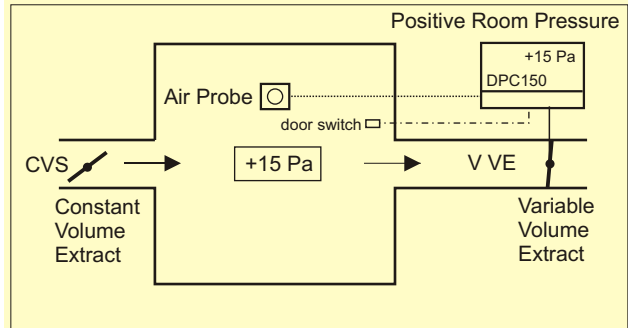 Positive Room Pressure
+15 Pa
DPC150
Air Probe
door switch
CVS
+15 Pa
V VE
Constant
Volume
Extract
Variable
Volume
Extract